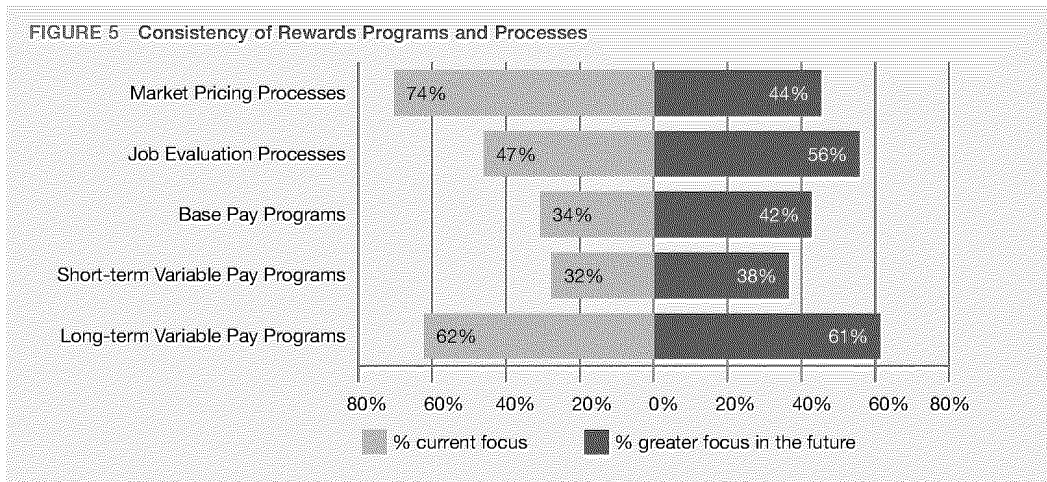 FIGURE 5 Consistency of Rewards Programs and Processes
Market Pricing Processes 74% 44%
Job Evaluation Processes 47% 56%
Base Pay Programs 34% 42%
Short-term Variable Pay Programs 32% 38%
Long-term Variable Pay Programs 62% 61%
80% 60% 40% 20% 0% 20% 40% 60% 80%
% current focus % greater focus in the future